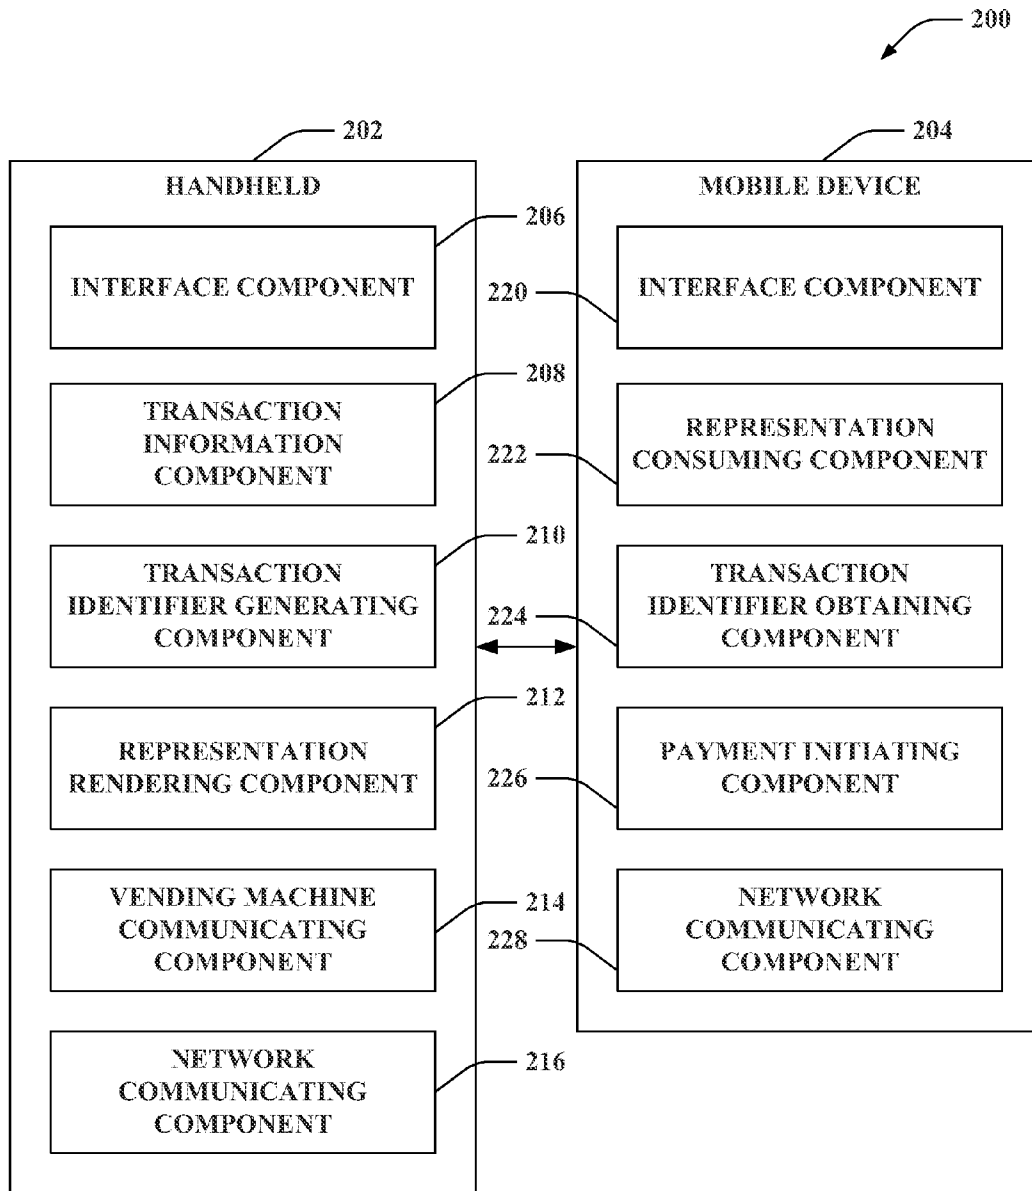 200
202
HANDHELD
206
INTERFACE COMPONENT
208
TRANSACTION
INFORMATION
COMPONENT
210
TRANSACTION
IDENTIFIER GENERATING
COMPONENT
212
REPRESENTATION
RENDERING COMPONENT
VENDING MACHINE
COMMUNICATING
COMPONENT
214
NETWORK
COMMUNICATING
COMPONENT
216
204
MOBILE DEVICE
INTERFACE COMPONENT
220
REPRESENTATION
CONSUMING COMPONENT
222
TRANSACTION
IDENTIFIER OBTAINING
COMPONENT
224
PAYMENT INITIATING
COMPONENT
226
NETWORK
COMMUNICATING
COMPONENT
228